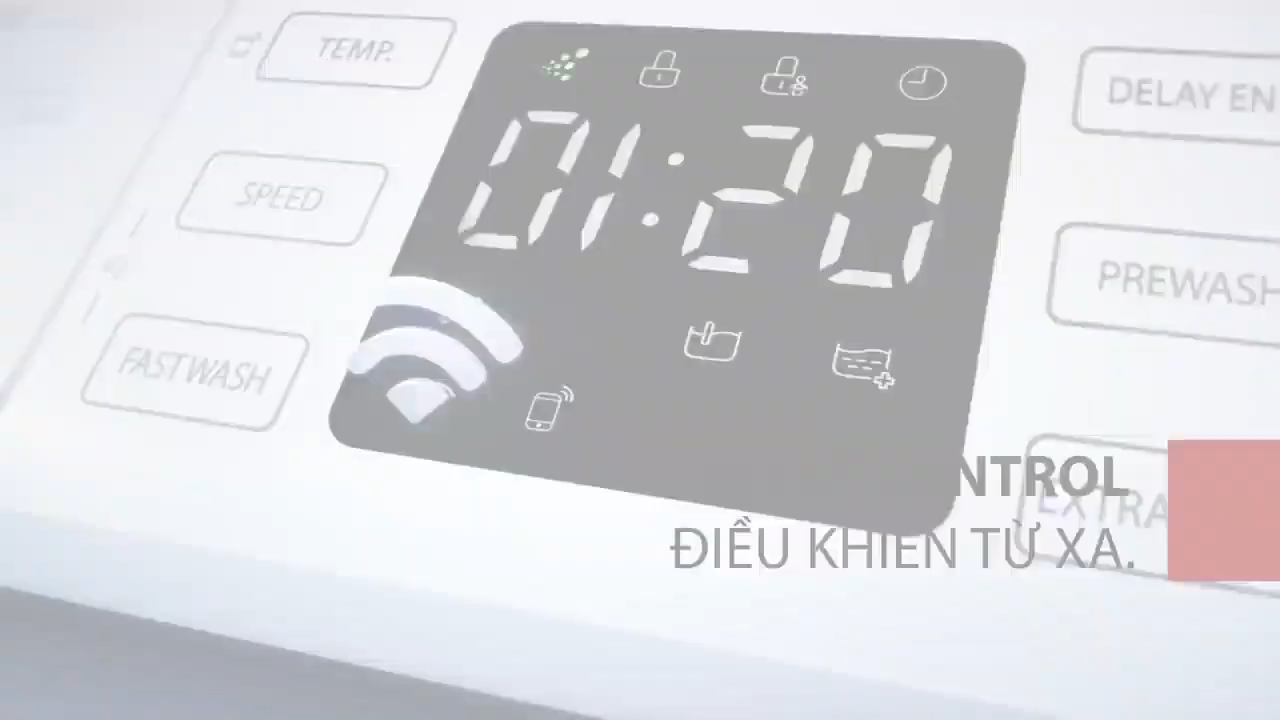 TEMP.
SPEED
FASTWASH
01:20
DELAY EN
PREWASH
EXTRA
NTROL
ĐIỀU KHIỂN TỪ XA.